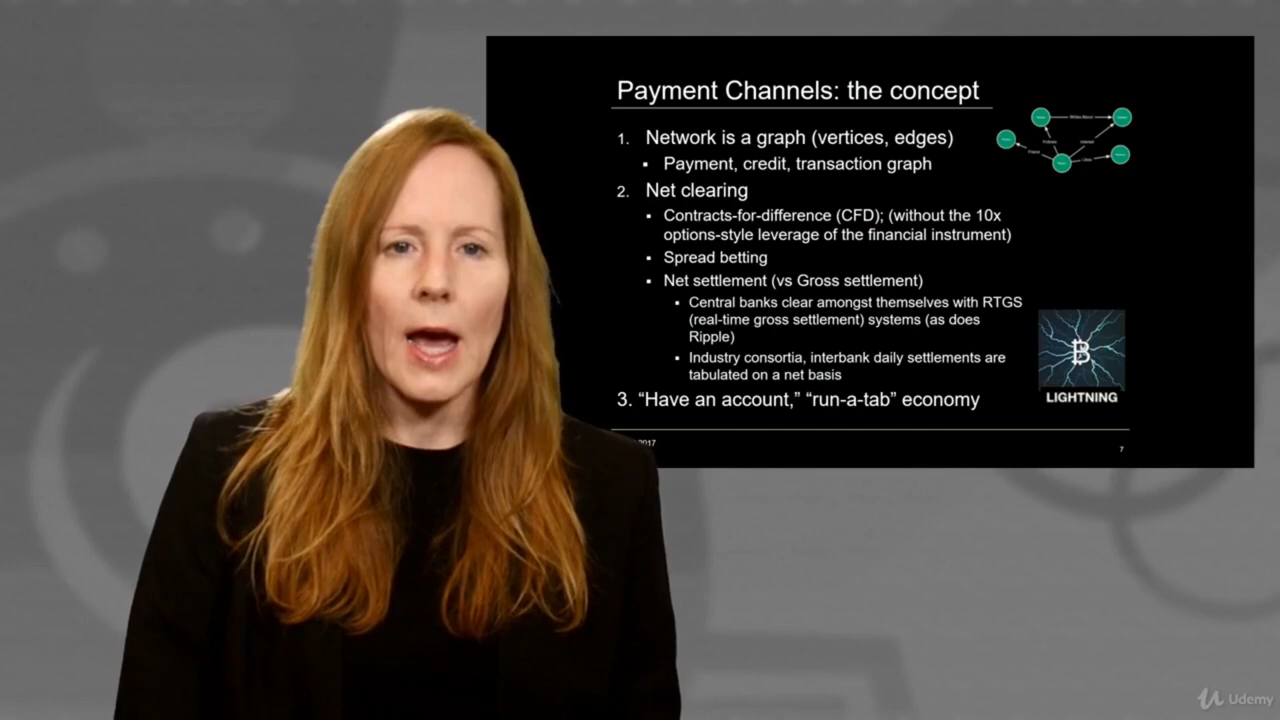 Payment Channels: the concept
1. Network is a graph (vertices, edges)
▪ Payment, credit, transaction graph
2. Net clearing
▪ Contracts-for-difference (CFD); (without the 10x
options-style leverage of the financial instrument)
▪ Spread betting
▪ Net settlement (vs Gross settlement)
▪ Central banks clear amongst themselves with RTGS
(real-time gross settlement) systems (as does
Ripple)
▪ Industry consortia, interbank daily settlements are
tabulated on a net basis
3. “Have an account,” “run-a-tab” economy
LIGHTNING
2017
7
Udemy